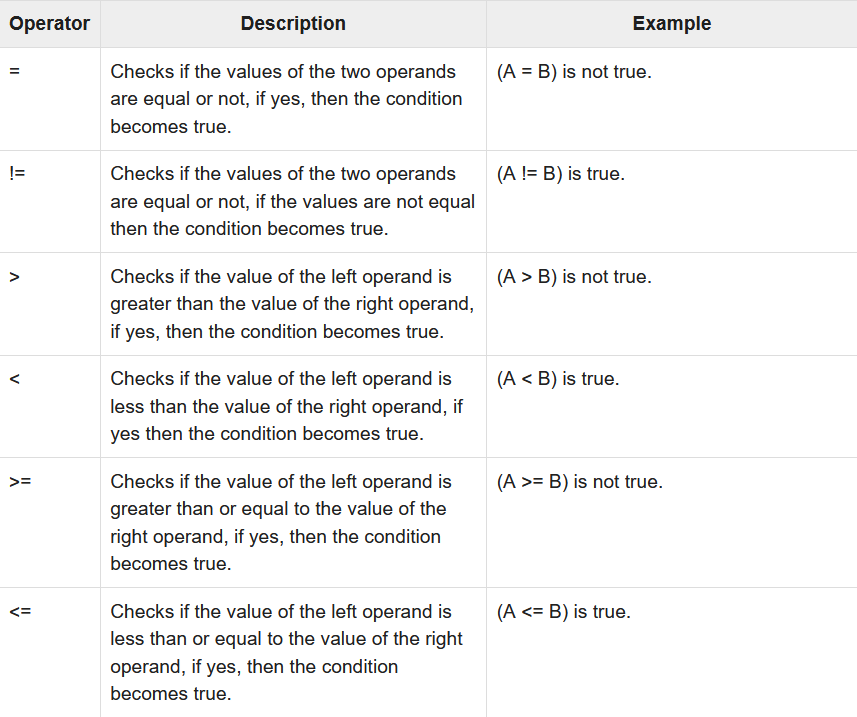 Operator Description Example
= Checks if the values of the two operands (A = B) is not true.
are equal or not, if yes, then the condition
becomes true.
!= Checks if the values of the two operands (A != B) is true.
are equal or not, if the values are not equal
then the condition becomes true.
> Checks if the value of the left operand is (A > B) is not true.
greater than the value of the right operand,
if yes, then the condition becomes true.
< Checks if the value of the left operand is (A < B) is true.
less than the value of the right operand, if
yes then the condition becomes true.
>= Checks if the value of the left operand is (A >= B) is not true.
greater than or equal to the value of the
right operand, if yes, then the condition
becomes true.
<= Checks if the value of the left operand is (A <= B) is true.
less than or equal to the value of the right
operand, if yes, then the condition
becomes true.